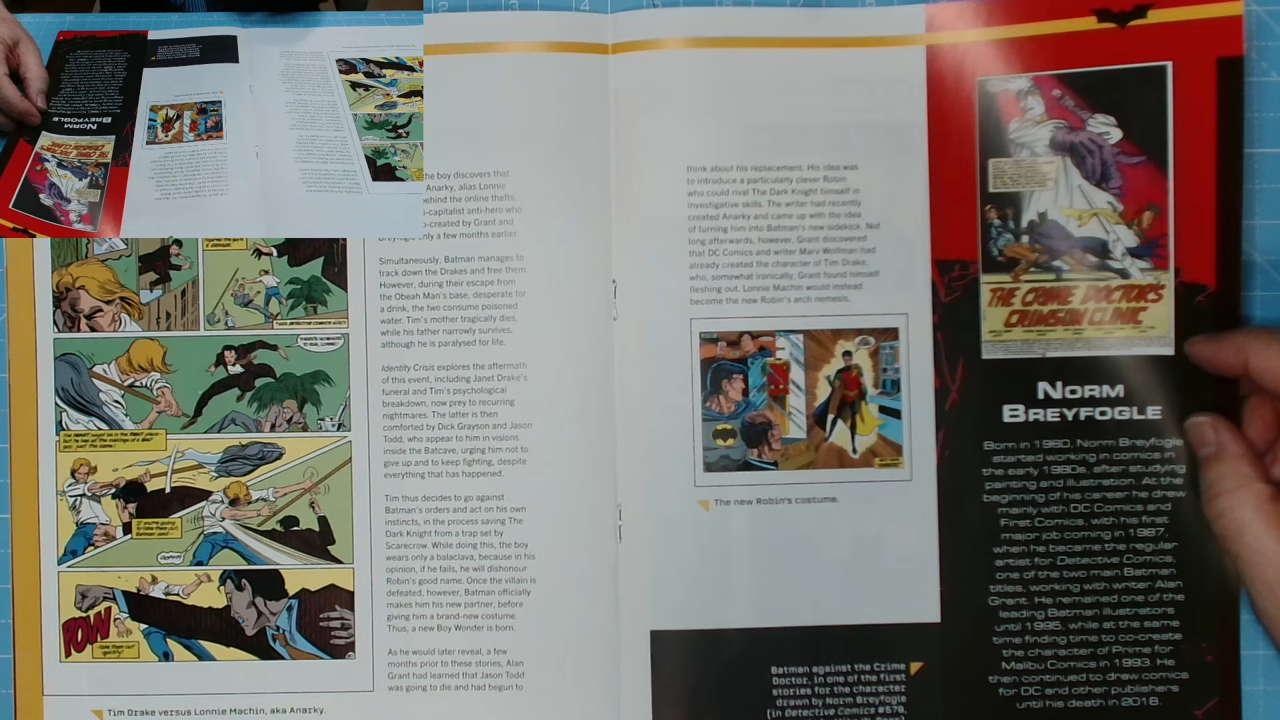 the boy discovers that
Anarky, alias Lonnie
behind the online thefts,
-capitalist anti-hero who
-created by Grant and
only a few months earlier.
Simultaneously, Batman manages to
track down the Drakes and free them.
However, during their escape from
the Obeah Man's base, desperate for
a drink, the two consume poisoned
water. Tim's mother tragically dies,
while his father narrowly survives,
although he is paralysed for life.
Identity Crisis explores the aftermath
of this event, including Janet Drake's
funeral and Tim's psychological
breakdown, now prey to recurring
nightmares. The latter is then
comforted by Dick Grayson and Jason
Todd, who appear to him in visions
inside the Batcave, urging him not to
give up and to keep fighting, despite
everything that has happened.
Tim thus decides to go against
Batman's orders and act on his own
instincts, in the process saving The
Dark Knight from a trap set by
Scarecrow. While doing this, the boy
wears only a balaclava, because in his
opinion, if he fails, he will dishonour
Robin's good name. Once the villain is
defeated, however, Batman officially
makes him his new partner, before
giving him a brand-new costume.
Thus, a new Boy Wonder is born.
As he would later reveal, a few
months prior to these stories, Alan
Grant had learned that Jason Todd
was going to die and had begun to
POW
-take them out
quickly!
If you're going
to take them out,
Batman said--
Tim Drake versus Lonnie Machin, aka Anarky.
think about his replacement. His idea was
to introduce a particularly clever Robin
who could rival The Dark Knight himself in
investigative skills. The writer had recently
created Anarky and came up with the idea
of turning him into Batman's new sidekick. Not
long afterwards, however, Grant discovered
that DC Comics and writer Marv Wolfman had
already created the character of Tim Drake,
who, somewhat ironically, Grant found himself
fleshing out. Lonnie Machin would instead
become the new Robin's arch nemesis.
The new Robin's costume.
Batman against the Crime
Doctor, in one of the first
stories for the character
drawn by Norm Breyfogle
(in Detective Comics #579,
THE CRIME DOCTOR'S
CRIMSON CLINIC
NORM
BREYFOGLE
Born in 1960, Norm Breyfogle
started working in comics in
the early 1980s, after studying
painting and illustration. At the
beginning of his career he drew
mainly with DC Comics and
First Comics, with his first
major job coming in 1987,
when he became the regular
artist for Detective Comics,
one of the two main Batman
titles, working with writer Alan
Grant. He remained one of the
leading Batman illustrators
until 1995, while at the same
time finding time to co-create
the character of Prime for
Malibu Comics in 1993. He
then continued to draw comics
for DC and other publishers
until his death in 2018.
NORM
BREYFOGLE